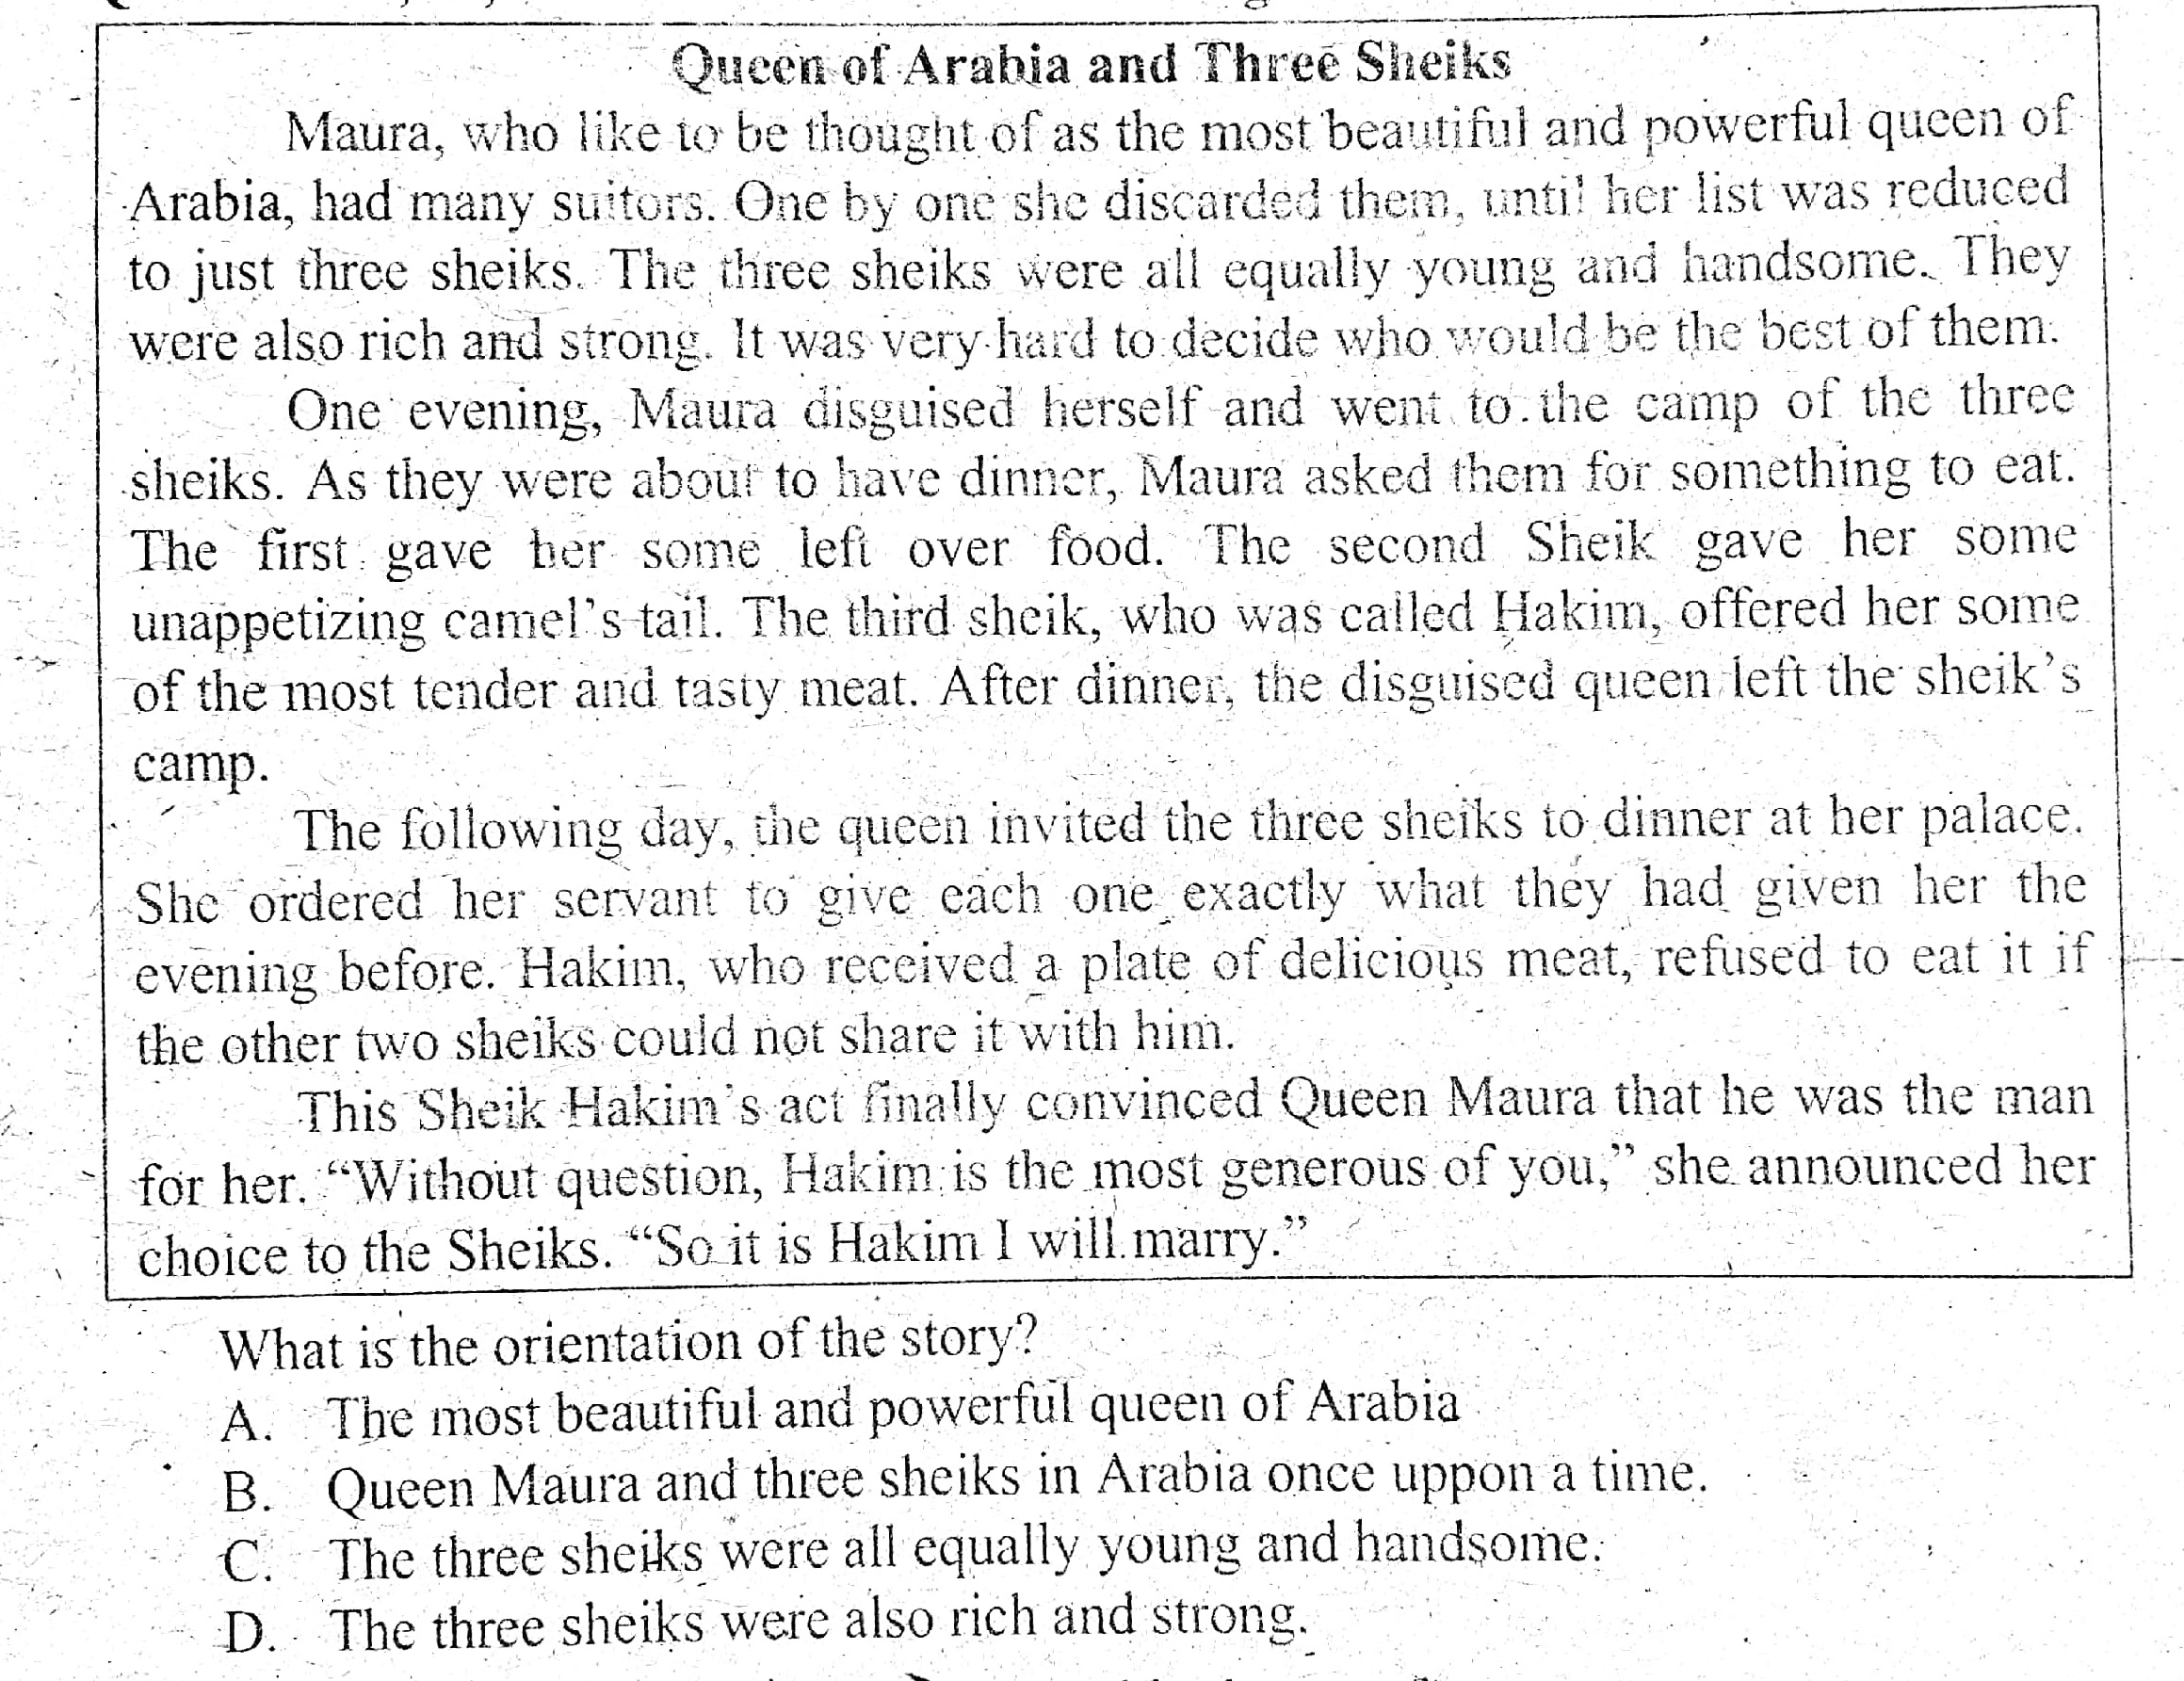 Queen of Arabia and Three Sheiks
Maura, who like to be thought of as the most beautiful and powerful queen of
Arabia, had many suitors. One by one she discarded them, until her list was reduced
to just three sheiks. The three sheiks were all equally young and handsome. They
were also rich and strong. It was very hard to decide who would be the best of them.
One evening, Maura disguised herself and went to the camp of the three
sheiks. As they were about to have dinner, Maura asked them for something to eat.
The first gave her some left over food. The second Sheik gave her some
unappetizing camel's tail. The third sheik, who was called Hakim, offered her some
of the most tender and tasty meat. After dinner, the disguised queen left the sheik's
camp.
The following day, the queen invited the three sheiks to dinner at her palace.
She ordered her servant to give each one exactly what they had given her the
evening before. Hakim, who received a plate of delicious meat, refused to eat it if
the other two sheiks could not share it with him.
This Sheik Hakim's act finally convinced Queen Maura that he was the man
for her. "Without question, Hakim is the most generous of you," she announced her
choice to the Sheiks. "So it is Hakim I will marry."
What is the orientation of the story?
A. The most beautiful and powerful queen of Arabia
B. Queen Maura and three sheiks in Arabia once uppon a time.
C. The three sheiks were all equally young and handsome.
D. The three sheiks were also rich and strong.